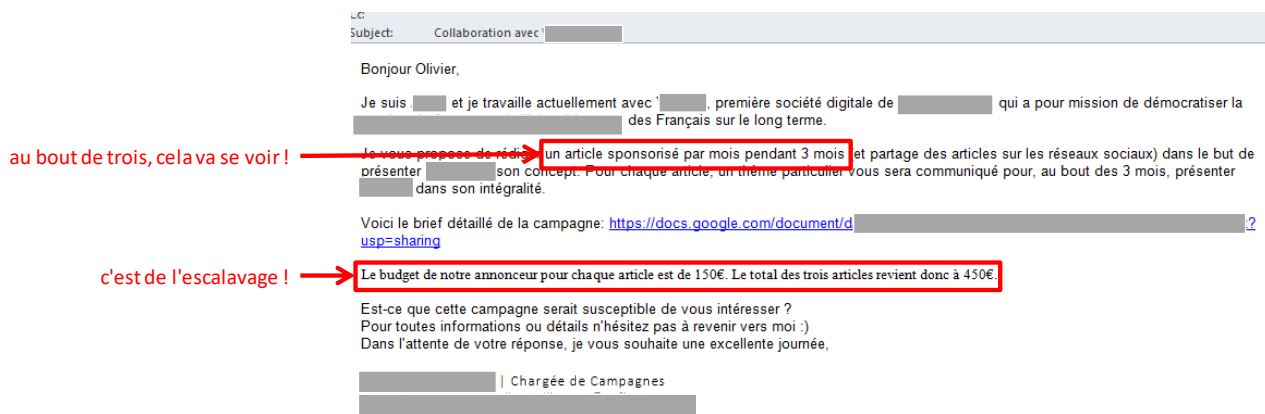 Subject: Collaboration avec
Bonjour Olivier,
Je suis et je travaille actuellement avec , première société digitale de qui a pour mission de démocratiser la
des Français sur le long terme.
au bout de trois, cela va se voir !
Je vous propose de rédiger un article sponsorisé par mois pendant 3 mois (et partage des articles sur les réseaux sociaux) dans le but de
présenter son concept. Pour chaque article, un thème particulier vous sera communiqué pour, au bout des 3 mois, présenter
dans son intégralité.
Voici le brief détaillé de la campagne: https://docs.google.com/document/d ?
usp=sharing
c'est de l'escalavage !
Le budget de notre annonceur pour chaque article est de 150€. Le total des trois articles revient donc à 450€.
Est-ce que cette campagne serait susceptible de vous intéresser ?
Pour toutes informations ou détails n'hésitez pas à revenir vers moi :)
Dans l'attente de votre réponse, je vous souhaite une excellente journée,
| Chargée de Campagnes